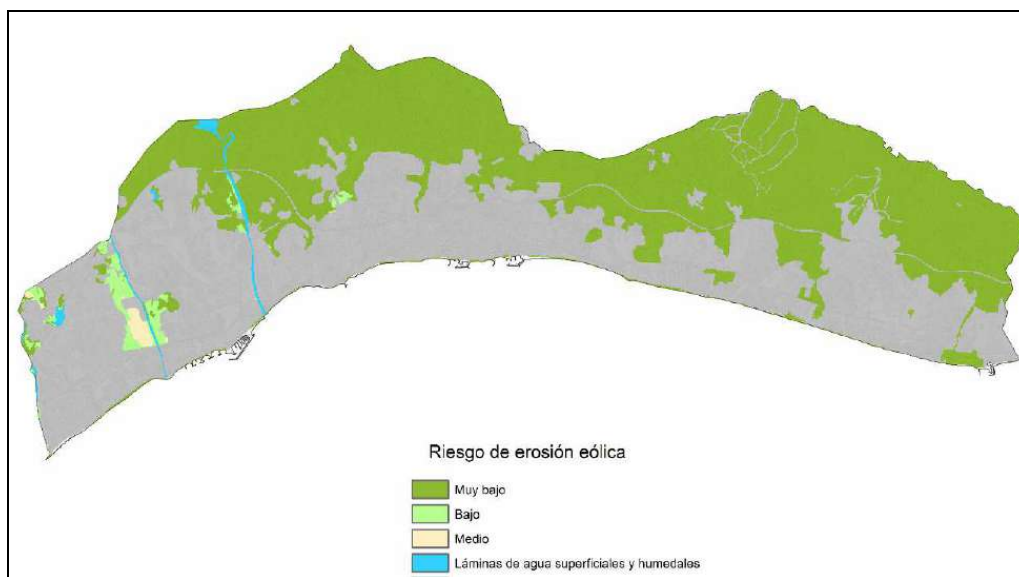 Riesgo de erosión eólica
Muy bajo
Bajo
Medio
Láminas de agua superficiales y humedales